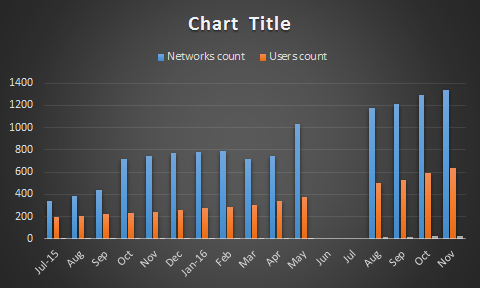 Chart Title
Networks count Users count
1400
1200
1000
800
600
400
200
0
Jul-15 Aug Sep Oct Nov Dec Jan-16 Feb Mar Apr May Jun Jul Aug Sep Oct Nov